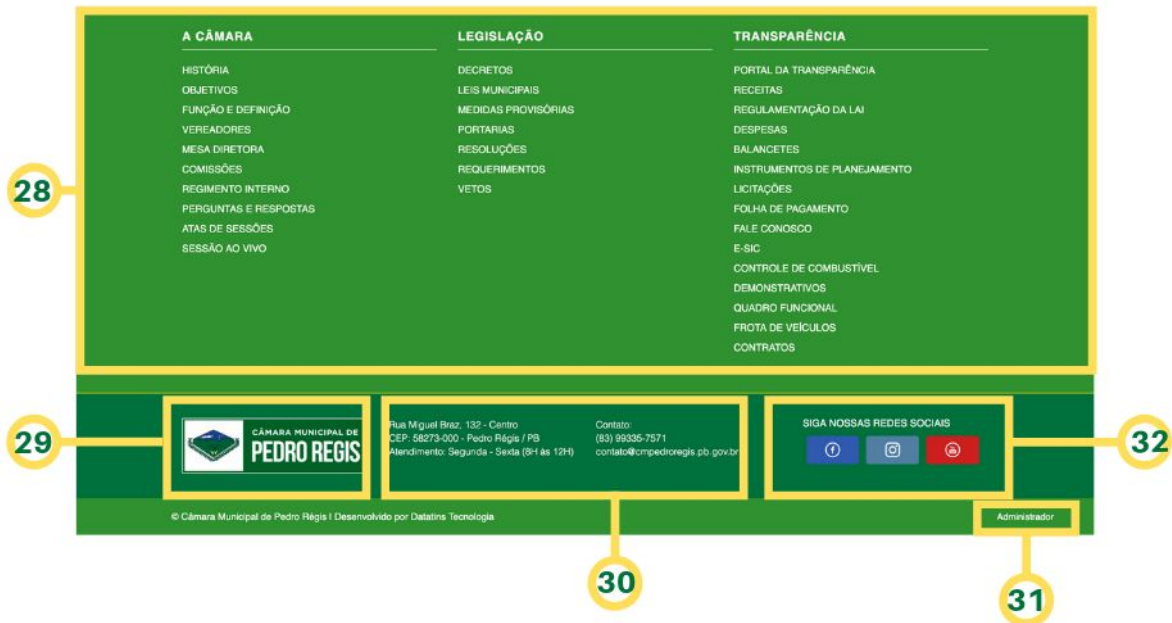 A CÂMARA
HISTÓRIA
OBJETIVOS
FUNÇÃO E DEFINIÇÃO
VEREADORES
MESA DIRETORA
COMISSÕES
REGIMENTO INTERNO
PERGUNTAS E RESPOSTAS
ATAS DE SESSÕES
SESSÃO AO VIVO
LEGISLAÇÃO
DECRETOS
LEIS MUNICIPAIS
MEDIDAS PROVISÓRIAS
PORTARIAS
RESOLUÇÕES
REQUERIMENTOS
VETOS
TRANSPARÊNCIA
PORTAL DA TRANSPARÊNCIA
RECEITAS
REGULAMENTAÇÃO DA LAI
DESPESAS
BALANCETES
INSTRUMENTOS DE PLANEJAMENTO
LICITAÇÕES
FOLHA DE PAGAMENTO
FALE CONOSCO
E-SIC
CONTROLE DE COMBUSTÍVEL
DEMONSTRATIVOS
QUADRO FUNCIONAL
FROTA DE VEÍCULOS
CONTRATOS
28
29
CÂMARA MUNICIPAL DE
PEDRO REGIS
Rua Miguel Braz, 132 - Centro
CEP: 58273-000 - Pedro Régis / PB
Atendimento: Segunda - Sexta (8H às 12H)
Contato:
(83) 99335-7571
contato@cmpedroregis.pb.gov.br
SIGA NOSSAS REDES SOCIAIS
32
© Câmara Municipal de Pedro Régis | Desenvolvido por Datatins Tecnologia
Administrador
30
31